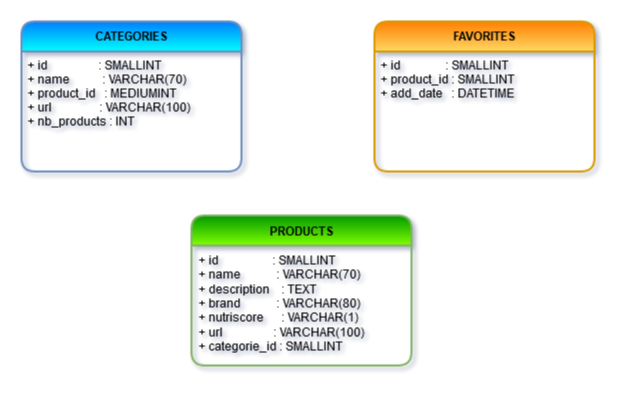 CATEGORIES
+ id : SMALLINT
+ name : VARCHAR(70)
+ product_id : MEDIUMINT
+ url : VARCHAR(100)
+ nb_products : INT
FAVORITES
+ id : SMALLINT
+ product_id : SMALLINT
+ add_date : DATETIME
PRODUCTS
+ id : SMALLINT
+ name : VARCHAR(70)
+ description : TEXT
+ brand : VARCHAR(80)
+ nutriscore : VARCHAR(1)
+ url : VARCHAR(100)
+ categorie_id : SMALLINT